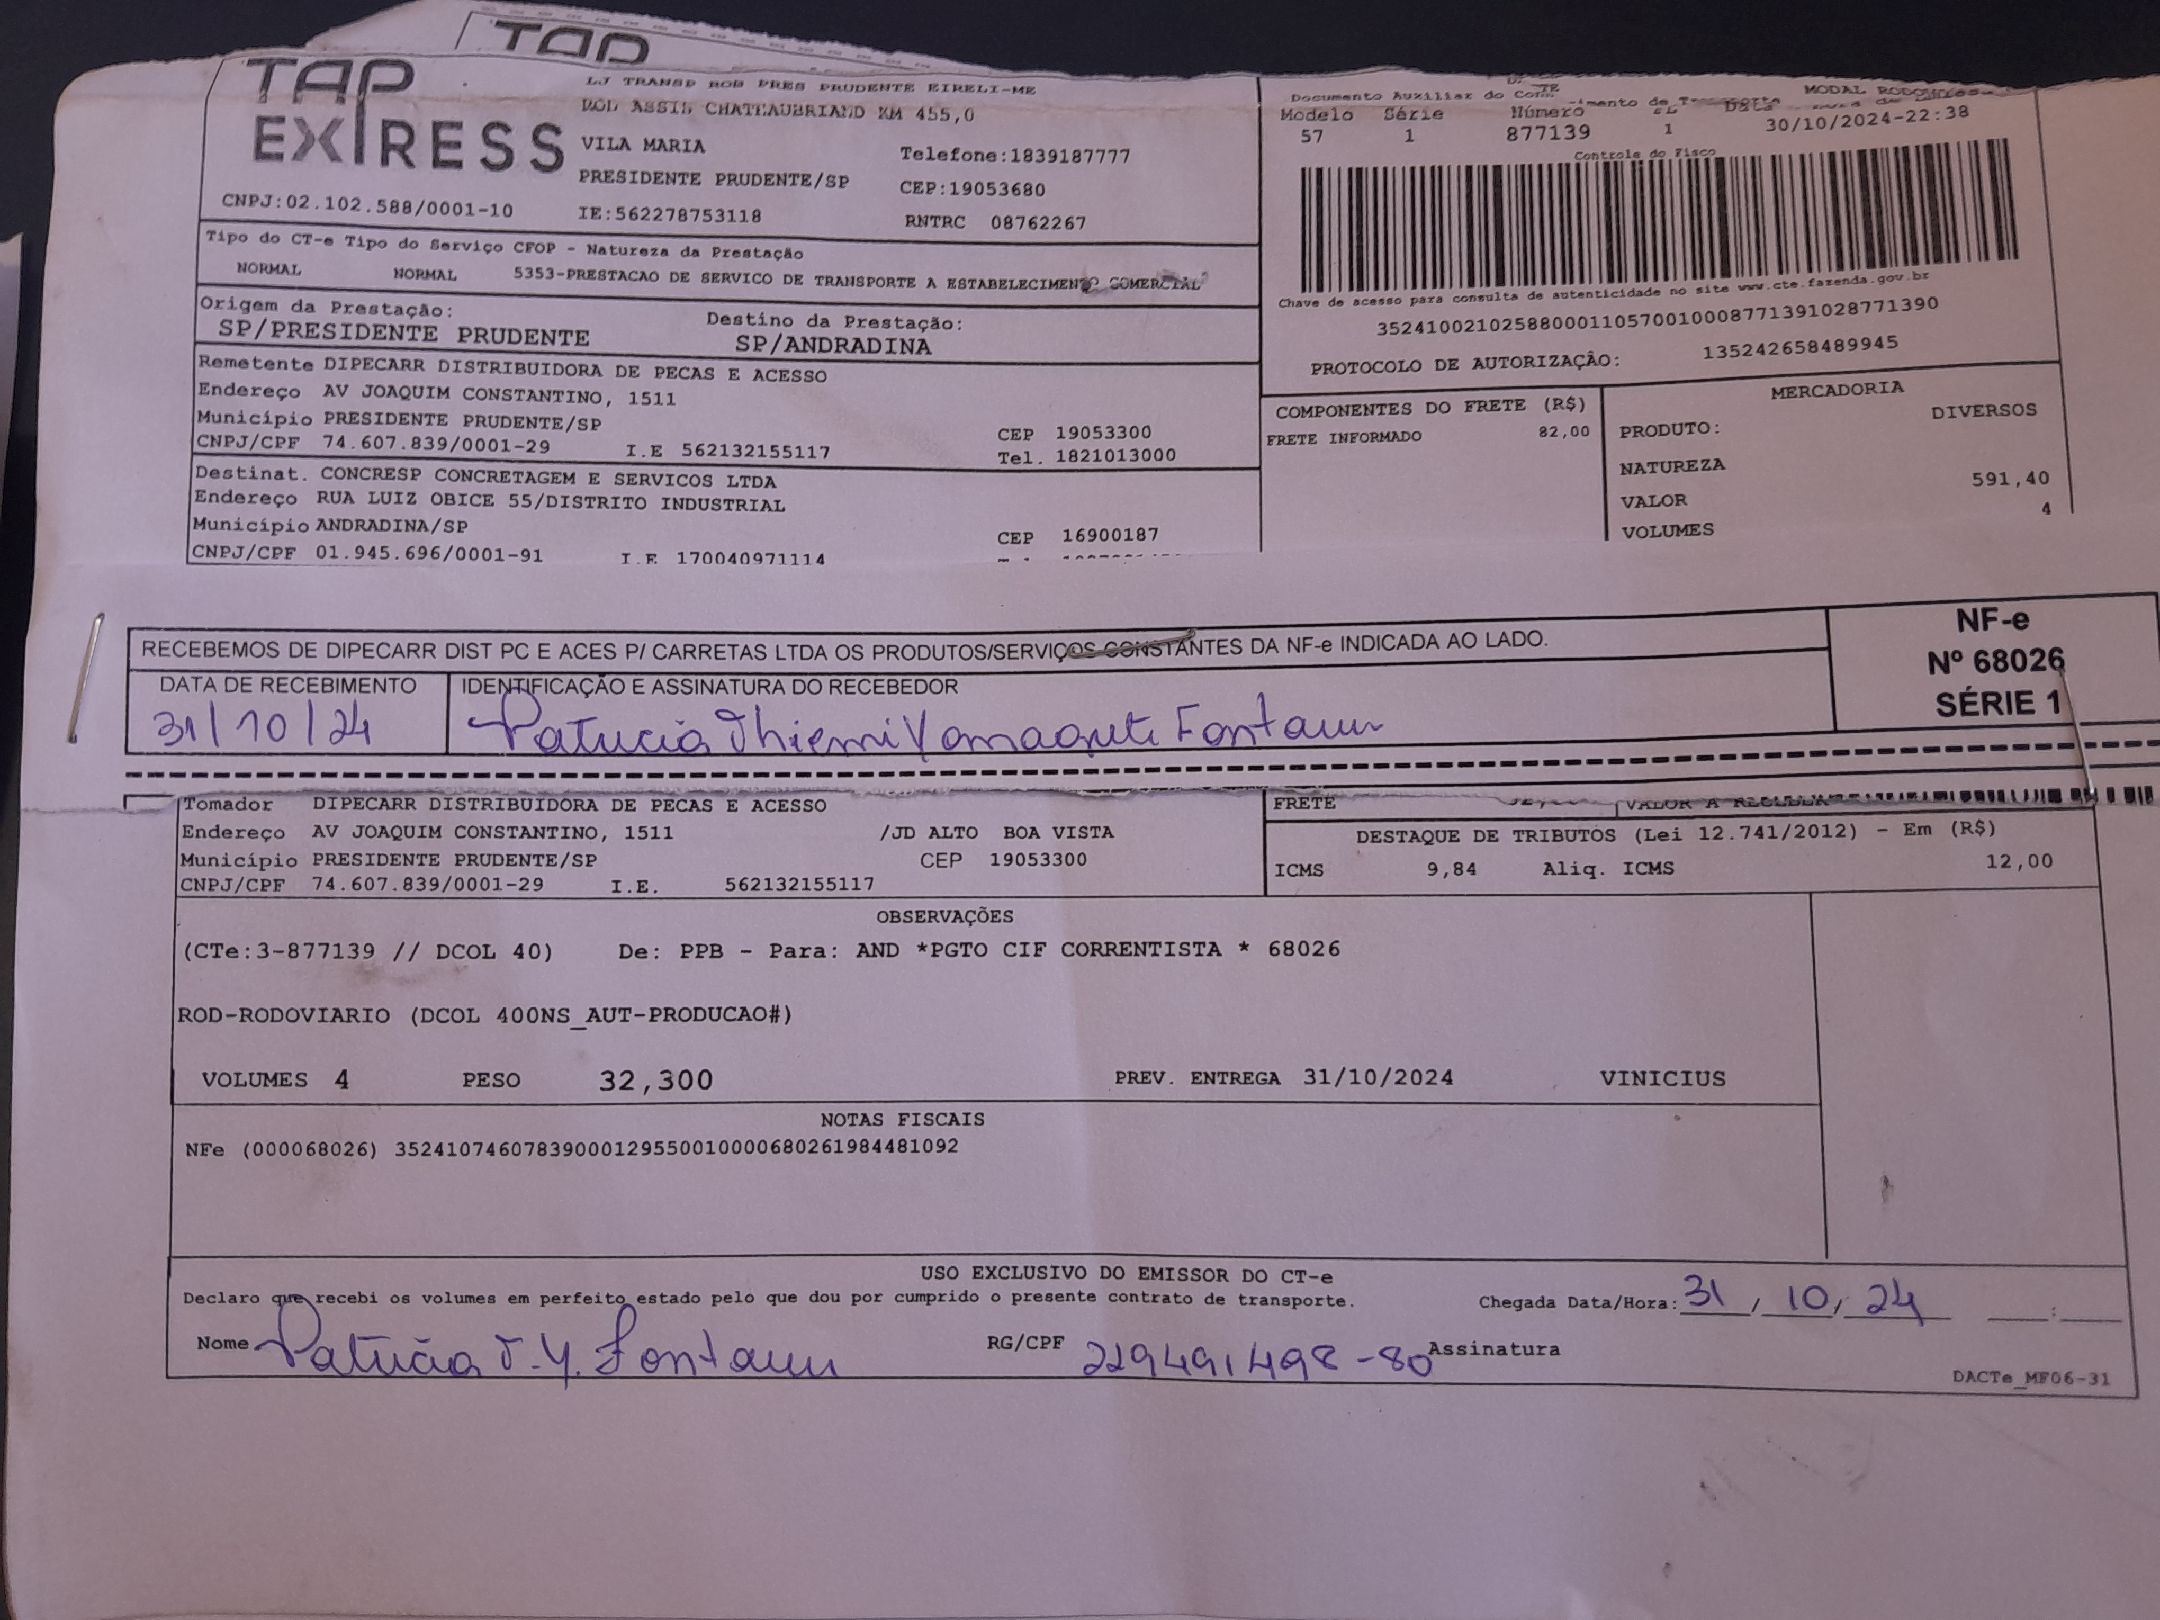 TAP
TAP
EXPRESS
LJ TRANSP ROD PRES PRUDENTE EIRELI-ME
ROD ASSIS CHATEAUBRIAND KM 455,0
VILA MARIA Telefone:1839187777
PRESIDENTE PRUDENTE/SP CEP:19053680
CNPJ:02.102.588/0001-10 IE:562278753118 RNTRC 08762267
Documento Auxiliar do MODAL
Modelo Série Número Data
57 1 877139 1 30/10/2024-22:38
Controle do Fisco
Chave de acesso para consulta de autenticidade no site www.cte.fazenda.gov.br
35241002102588000110570010008771391028771390
PROTOCOLO DE AUTORIZAÇÃO: 135242658489945
Tipo do CT-e Tipo do Serviço CFOP - Natureza da Prestação
NORMAL NORMAL 5353-PRESTACAO DE SERVICO DE TRANSPORTE A ESTABELECIMENTO COMERCIAL
Origem da Prestação: Destino da Prestação:
SP/PRESIDENTE PRUDENTE SP/ANDRADINA
Remetente DIPECARR DISTRIBUIDORA DE PECAS E ACESSO
Endereço AV JOAQUIM CONSTANTINO, 1511
Município PRESIDENTE PRUDENTE/SP CEP 19053300
CNPJ/CPF 74.607.839/0001-29 I.E 562132155117 Tel. 1821013000
Destinat. CONCRESP CONCRETAGEM E SERVICOS LTDA
Endereço RUA LUIZ OBICE 55/DISTRITO INDUSTRIAL
Município ANDRADINA/SP CEP 16900187
CNPJ/CPF 01.945.696/0001-91 I.E 170040971114
COMPONENTES DO FRETE (R$)
FRETE INFORMADO 82,00
MERCADORIA
PRODUTO: DIVERSOS
NATUREZA
VALOR 591,40
VOLUMES 4
RECEBEMOS DE DIPECARR DIST PC E ACES P/ CARRETAS LTDA OS PRODUTOS/SERVIÇOS CONSTANTES DA NF-e INDICADA AO LADO.
NF-e
Nº 68026
SÉRIE 1
DATA DE RECEBIMENTO IDENTIFICAÇÃO E ASSINATURA DO RECEBEDOR
31/10/24 Patricia Thiemi Fontaun
Tomador DIPECARR DISTRIBUIDORA DE PECAS E ACESSO
Endereço AV JOAQUIM CONSTANTINO, 1511 /JD ALTO BOA VISTA
Município PRESIDENTE PRUDENTE/SP CEP 19053300
CNPJ/CPF 74.607.839/0001-29 I.E. 562132155117
FRETE VALOR A RECEBER
DESTAQUE DE TRIBUTOS (Lei 12.741/2012) - Em (R$)
ICMS 9,84 Aliq. ICMS 12,00
OBSERVAÇÕES
(CTe:3-877139 // DCOL 40) De: PPB - Para: AND *PGTO CIF CORRENTISTA * 68026
ROD-RODOVIARIO (DCOL 400NS_AUT-PRODUCAO#)
VOLUMES 4 PESO 32,300 PREV. ENTREGA 31/10/2024 VINICIUS
NOTAS FISCAIS
NFe (000068026) 35241074607839000129550010000680261984481092
USO EXCLUSIVO DO EMISSOR DO CT-e
Declaro que recebi os volumes em perfeito estado pelo que dou por cumprido o presente contrato de transporte. Chegada Data/Hora: 31 / 10 / 24 :
Nome Patricia T.Y. Fontaun RG/CPF 229491498-80 Assinatura
DACTe_MF06-31